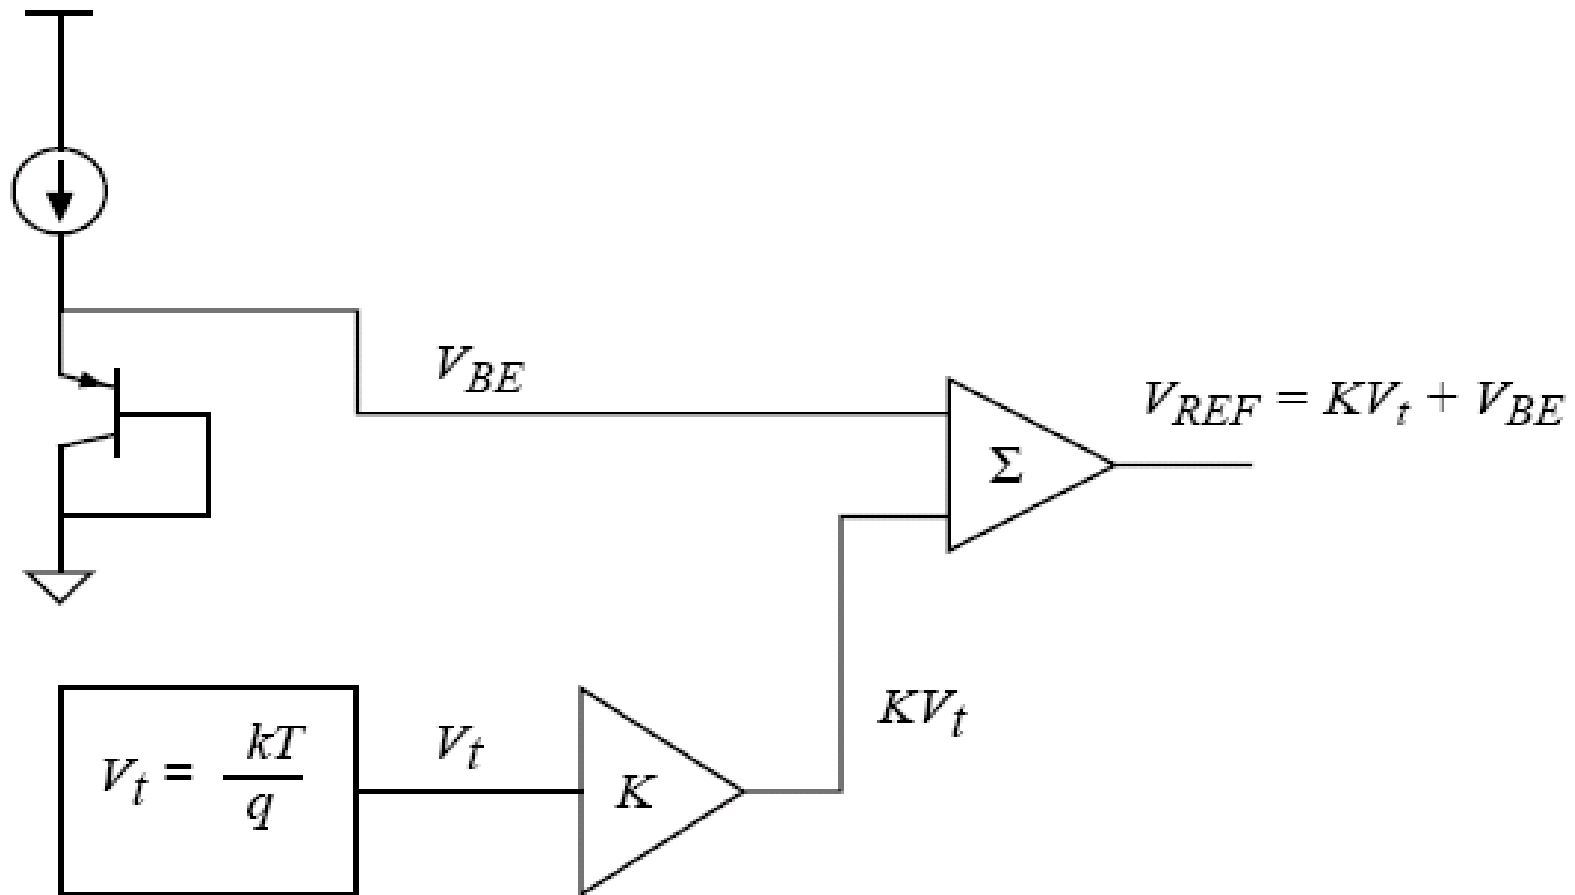 V_BE
V_REF = KV_t + V_BE
Σ
KV_t
V_t = kT/q
V_t
K